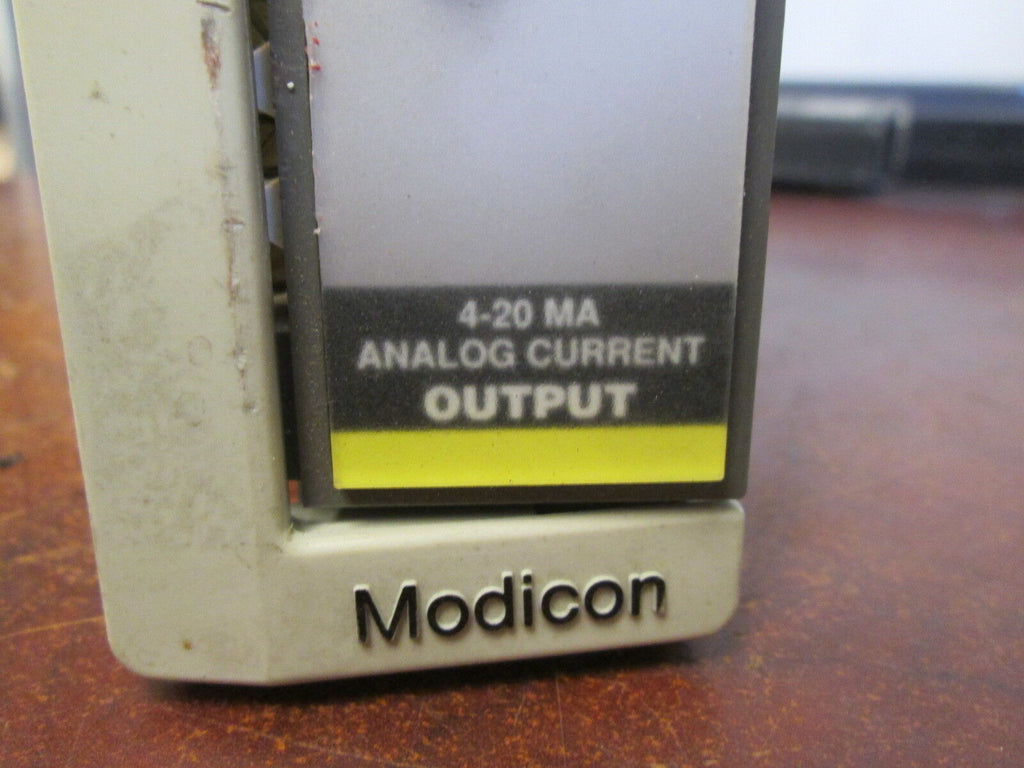 4-20 MA
ANALOG CURRENT
OUTPUT
Modicon